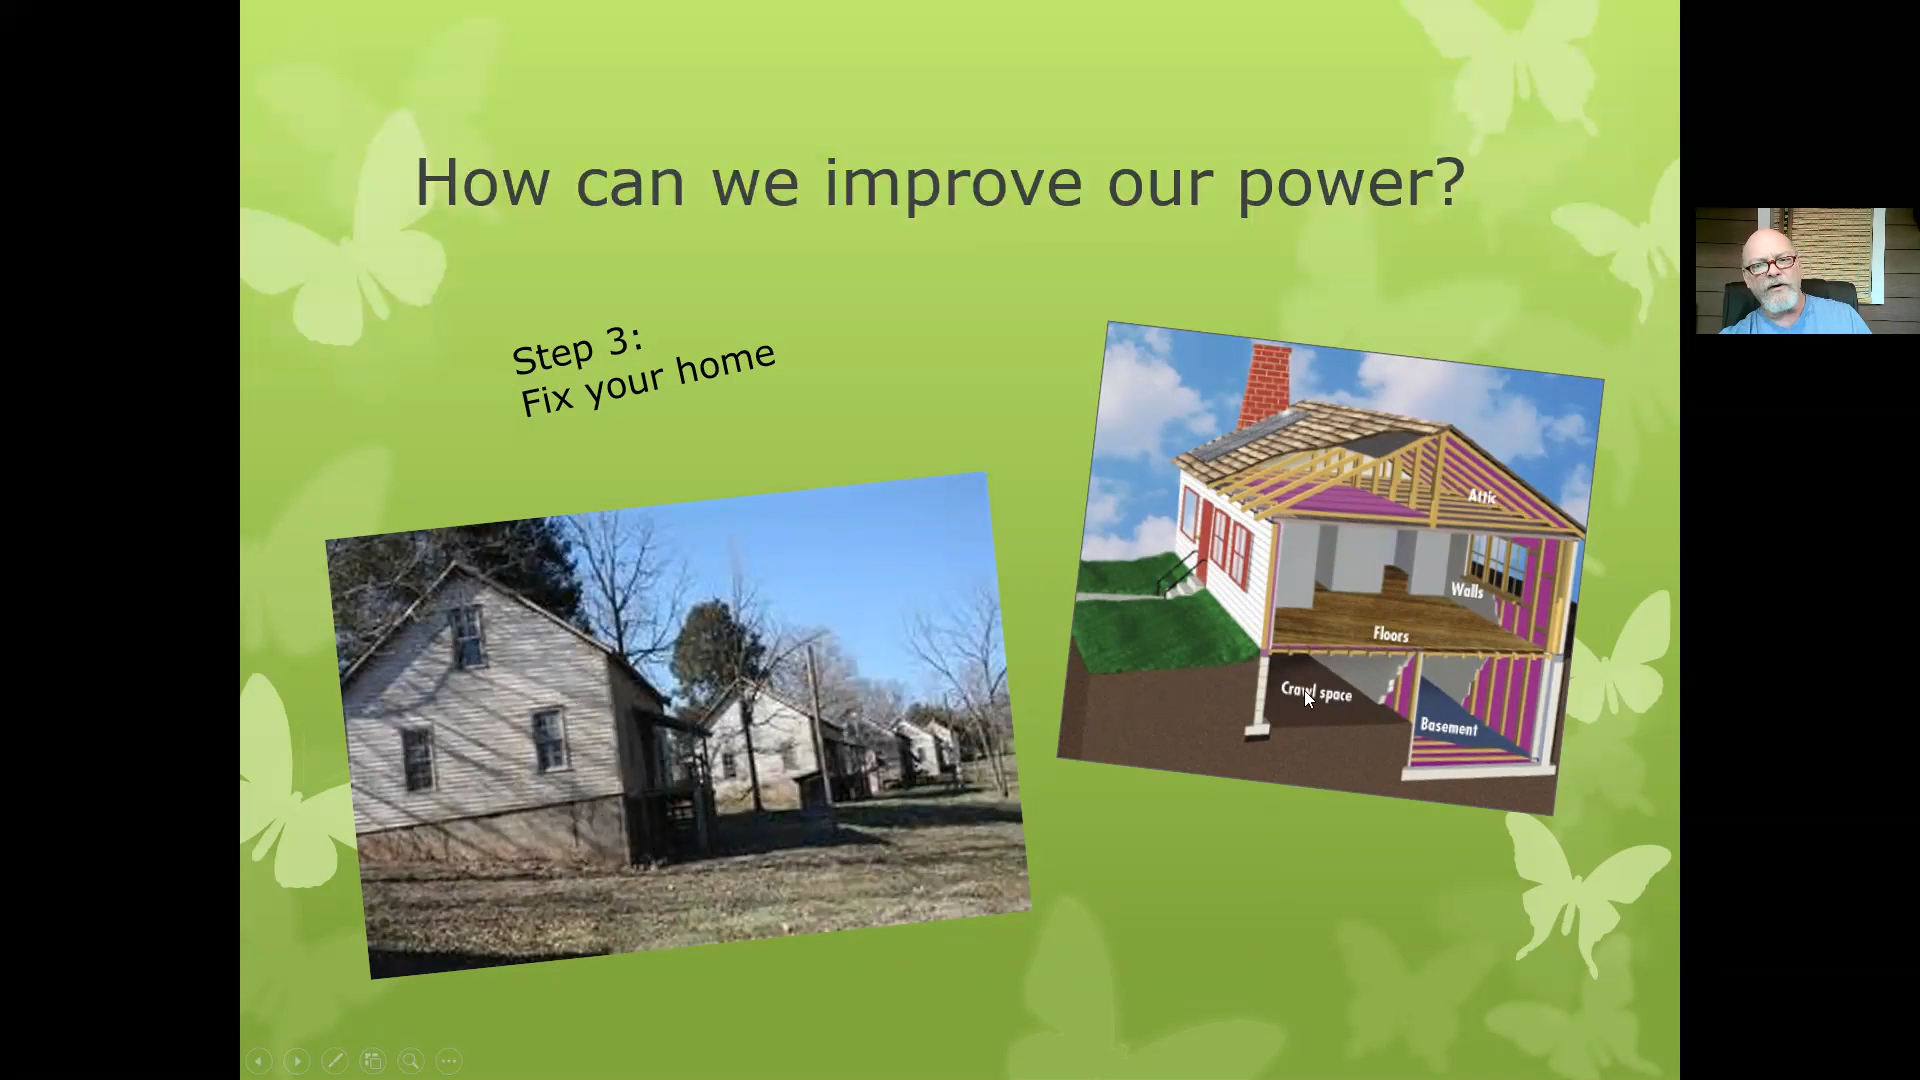 How can we improve our power?
Step 3:
Fix your home
Attic
Walls
Floors
Crawl space
Basement